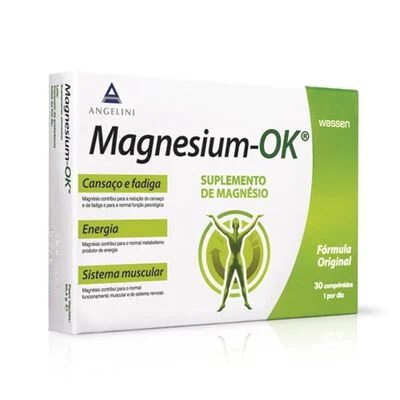 ANGELINI
wassen
Magnesium-OK®
Cansaço e fadiga
Magnésio contribui para a redução do cansaço
e da fadiga e para a normal função psicológica
Energia
Magnésio contribui para o normal metabolismo
produtor de energia.
Sistema muscular
Magnésio contribui para o normal
funcionamento muscular e do sistema nervoso
SUPLEMENTO
DE MAGNÉSIO
Fórmula
Original
30 comprimidos
1 por dia
Magnesium-OK®